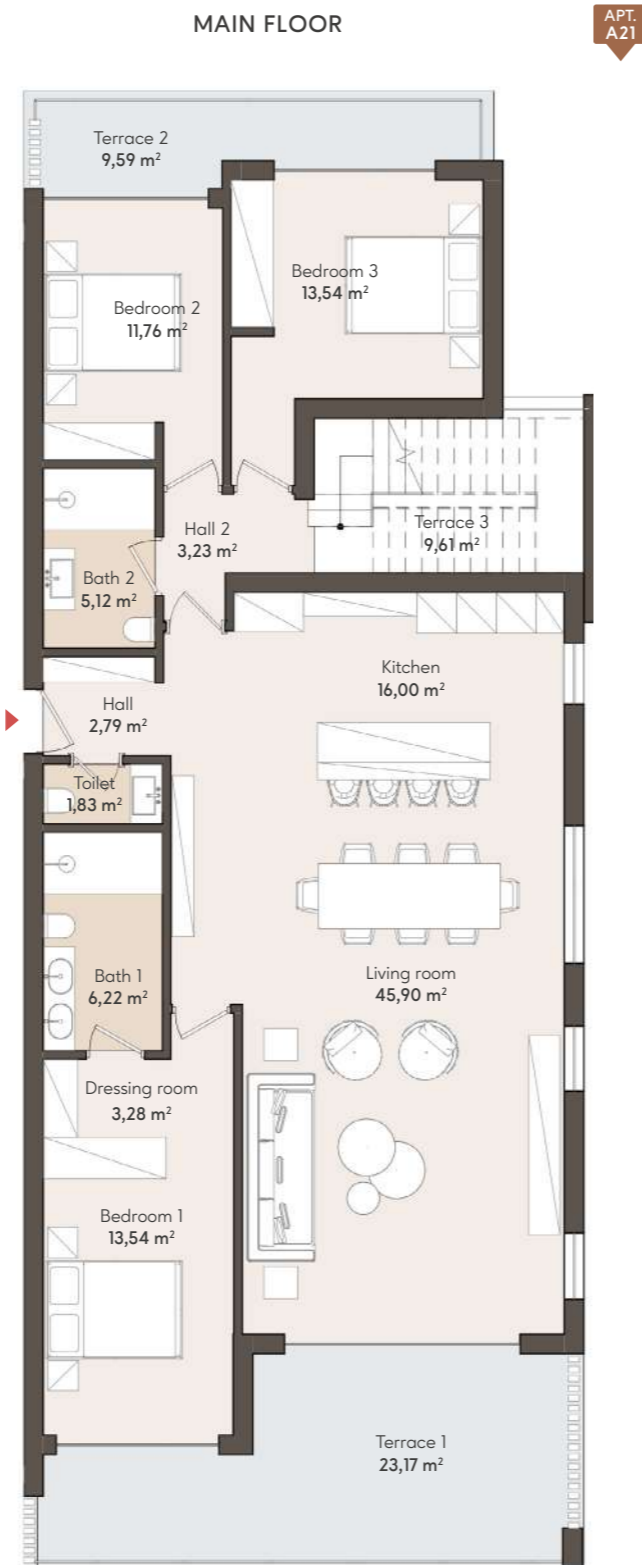 MAIN FLOOR
APT.
A21
Terrace 2
9,59 m²
Bedroom 3
13,54 m²
Bedroom 2
11,76 m²
Hall 2
3,23 m²
Terrace 3
9,61 m²
Bath 2
5,12 m²
Kitchen
16,00 m²
Hall
2,79 m²
Toilet
1,83 m²
Living room
45,90 m²
Bath 1
6,22 m²
Dressing room
3,28 m²
Bedroom 1
13,54 m²
Terrace 1
23,17 m²